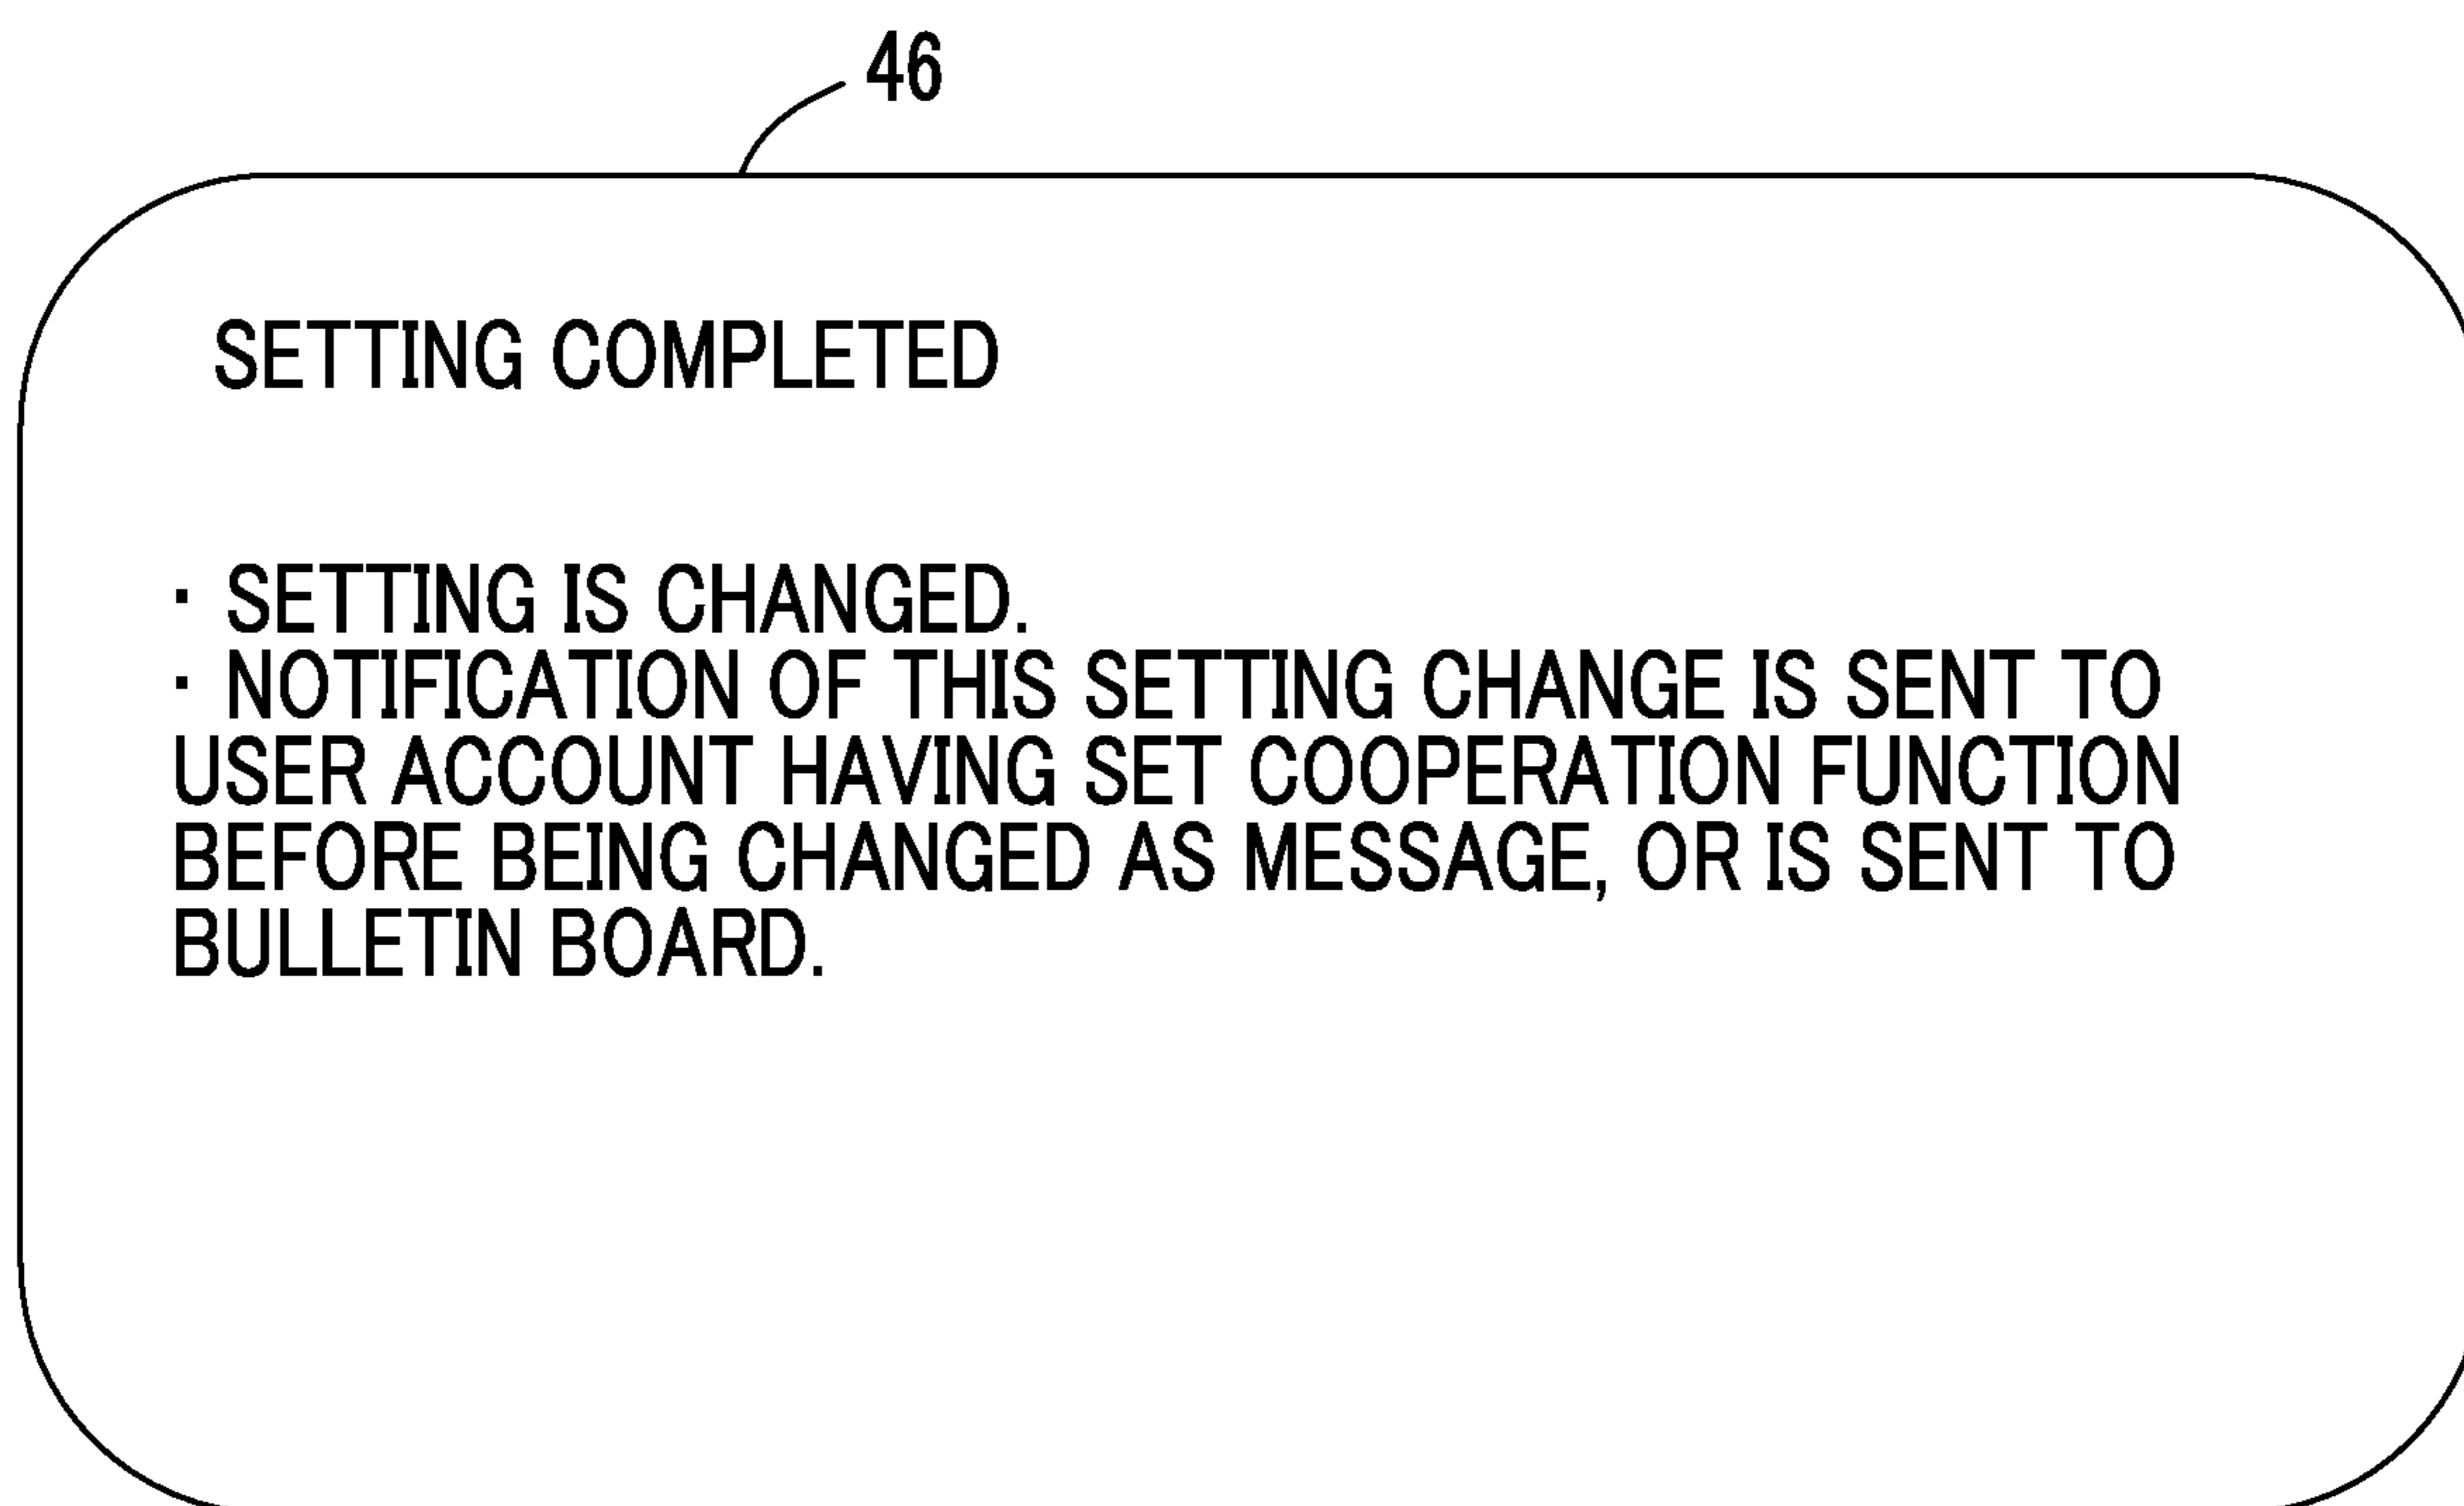 46
SETTING COMPLETED
· SETTING IS CHANGED.
· NOTIFICATION OF THIS SETTING CHANGE IS SENT TO
USER ACCOUNT HAVING SET COOPERATION FUNCTION
BEFORE BEING CHANGED AS MESSAGE, OR IS SENT TO
BULLETIN BOARD.